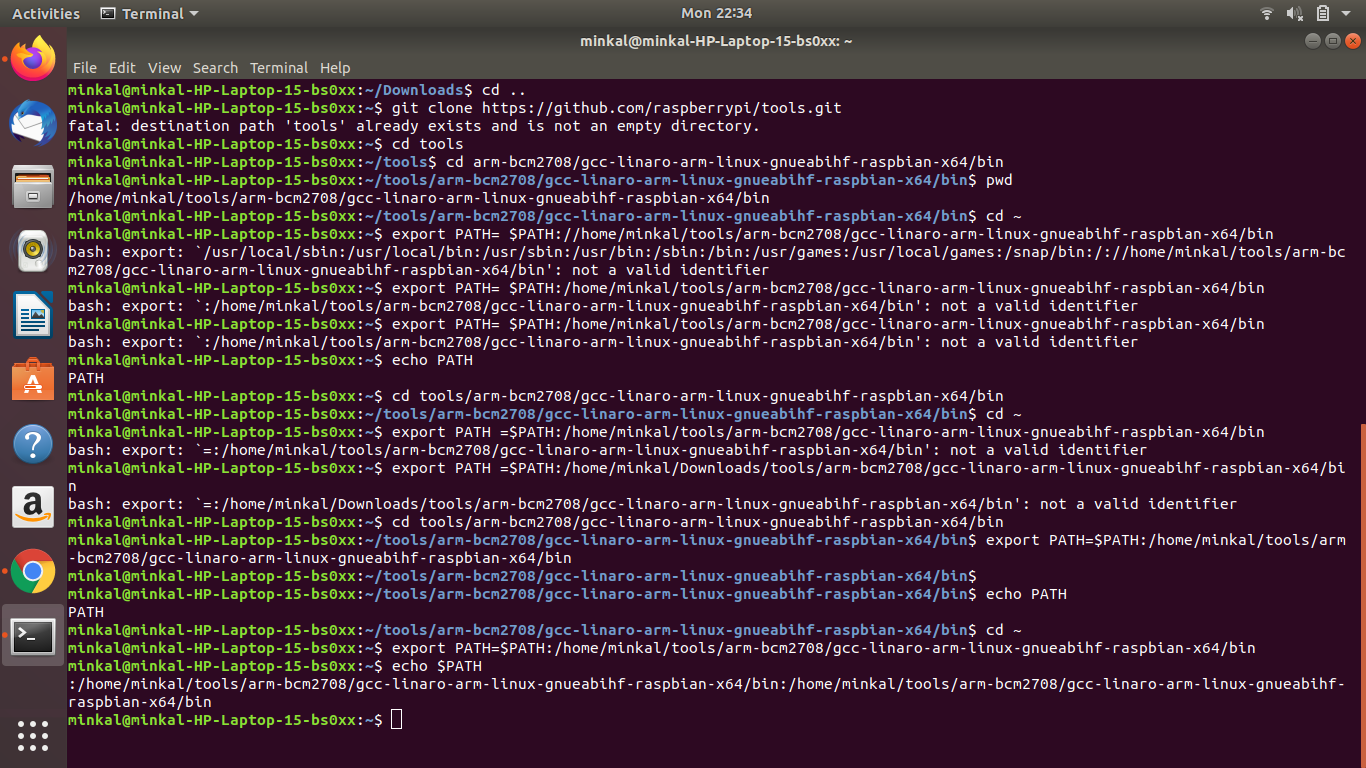 Activities Terminal Mon 22:34
minkal@minkal-HP-Laptop-15-bs0xx: ~
File Edit View Search Terminal Help
minkal@minkal-HP-Laptop-15-bs0xx:~/Downloads$ cd ..
minkal@minkal-HP-Laptop-15-bs0xx:~$ git clone https://github.com/raspberrypi/tools.git
fatal: destination path 'tools' already exists and is not an empty directory.
minkal@minkal-HP-Laptop-15-bs0xx:~$ cd tools
minkal@minkal-HP-Laptop-15-bs0xx:~/tools$ cd arm-bcm2708/gcc-linaro-arm-linux-gnueabihf-raspbian-x64/bin
minkal@minkal-HP-Laptop-15-bs0xx:~/tools/arm-bcm2708/gcc-linaro-arm-linux-gnueabihf-raspbian-x64/bin$ pwd
/home/minkal/tools/arm-bcm2708/gcc-linaro-arm-linux-gnueabihf-raspbian-x64/bin
minkal@minkal-HP-Laptop-15-bs0xx:~/tools/arm-bcm2708/gcc-linaro-arm-linux-gnueabihf-raspbian-x64/bin$ cd ~
minkal@minkal-HP-Laptop-15-bs0xx:~$ export PATH= $PATH://home/minkal/tools/arm-bcm2708/gcc-linaro-arm-linux-gnueabihf-raspbian-x64/bin
bash: export: `/usr/local/sbin:/usr/local/bin:/usr/sbin:/usr/bin:/sbin:/bin:/usr/games:/usr/local/games:/snap/bin:/://home/minkal/tools/arm-bc
m2708/gcc-linaro-arm-linux-gnueabihf-raspbian-x64/bin': not a valid identifier
minkal@minkal-HP-Laptop-15-bs0xx:~$ export PATH= $PATH:/home/minkal/tools/arm-bcm2708/gcc-linaro-arm-linux-gnueabihf-raspbian-x64/bin
bash: export: `:/home/minkal/tools/arm-bcm2708/gcc-linaro-arm-linux-gnueabihf-raspbian-x64/bin': not a valid identifier
minkal@minkal-HP-Laptop-15-bs0xx:~$ export PATH= $PATH:/home/minkal/tools/arm-bcm2708/gcc-linaro-arm-linux-gnueabihf-raspbian-x64/bin
bash: export: `:/home/minkal/tools/arm-bcm2708/gcc-linaro-arm-linux-gnueabihf-raspbian-x64/bin': not a valid identifier
minkal@minkal-HP-Laptop-15-bs0xx:~$ echo PATH
PATH
minkal@minkal-HP-Laptop-15-bs0xx:~$ cd tools/arm-bcm2708/gcc-linaro-arm-linux-gnueabihf-raspbian-x64/bin
minkal@minkal-HP-Laptop-15-bs0xx:~/tools/arm-bcm2708/gcc-linaro-arm-linux-gnueabihf-raspbian-x64/bin$ cd ~
minkal@minkal-HP-Laptop-15-bs0xx:~$ export PATH =$PATH:/home/minkal/tools/arm-bcm2708/gcc-linaro-arm-linux-gnueabihf-raspbian-x64/bin
bash: export: `=:/home/minkal/tools/arm-bcm2708/gcc-linaro-arm-linux-gnueabihf-raspbian-x64/bin': not a valid identifier
minkal@minkal-HP-Laptop-15-bs0xx:~$ export PATH =$PATH:/home/minkal/Downloads/tools/arm-bcm2708/gcc-linaro-arm-linux-gnueabihf-raspbian-x64/bi
n
bash: export: `=:/home/minkal/Downloads/tools/arm-bcm2708/gcc-linaro-arm-linux-gnueabihf-raspbian-x64/bin': not a valid identifier
minkal@minkal-HP-Laptop-15-bs0xx:~$ cd tools/arm-bcm2708/gcc-linaro-arm-linux-gnueabihf-raspbian-x64/bin
minkal@minkal-HP-Laptop-15-bs0xx:~/tools/arm-bcm2708/gcc-linaro-arm-linux-gnueabihf-raspbian-x64/bin$ export PATH=$PATH:/home/minkal/tools/arm
-bcm2708/gcc-linaro-arm-linux-gnueabihf-raspbian-x64/bin
minkal@minkal-HP-Laptop-15-bs0xx:~/tools/arm-bcm2708/gcc-linaro-arm-linux-gnueabihf-raspbian-x64/bin$
minkal@minkal-HP-Laptop-15-bs0xx:~/tools/arm-bcm2708/gcc-linaro-arm-linux-gnueabihf-raspbian-x64/bin$ echo PATH
PATH
minkal@minkal-HP-Laptop-15-bs0xx:~/tools/arm-bcm2708/gcc-linaro-arm-linux-gnueabihf-raspbian-x64/bin$ cd ~
minkal@minkal-HP-Laptop-15-bs0xx:~$ export PATH=$PATH:/home/minkal/tools/arm-bcm2708/gcc-linaro-arm-linux-gnueabihf-raspbian-x64/bin
minkal@minkal-HP-Laptop-15-bs0xx:~$ echo $PATH
:/home/minkal/tools/arm-bcm2708/gcc-linaro-arm-linux-gnueabihf-raspbian-x64/bin:/home/minkal/tools/arm-bcm2708/gcc-linaro-arm-linux-gnueabihf-
raspbian-x64/bin
minkal@minkal-HP-Laptop-15-bs0xx:~$